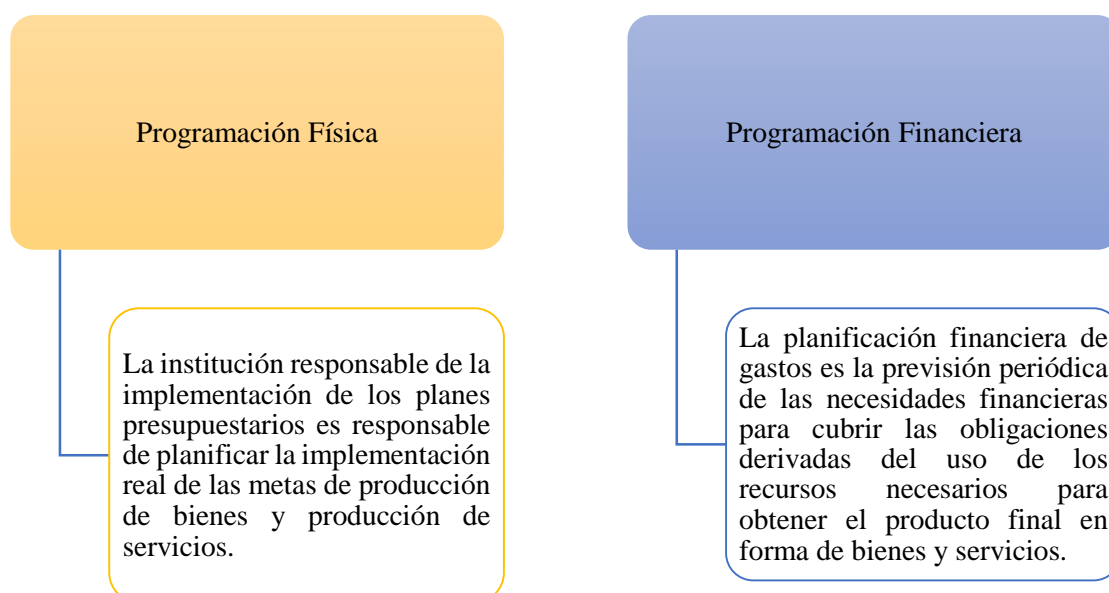 Programación Física
La institución responsable de la
implementación de los planes
presupuestarios es responsable
de planificar la implementación
real de las metas de producción
de bienes y producción de
servicios.
Programación Financiera
La planificación financiera de
gastos es la previsión periódica
de las necesidades financieras
para cubrir las obligaciones
derivadas del uso de los
recursos necesarios para
obtener el producto final en
forma de bienes y servicios.